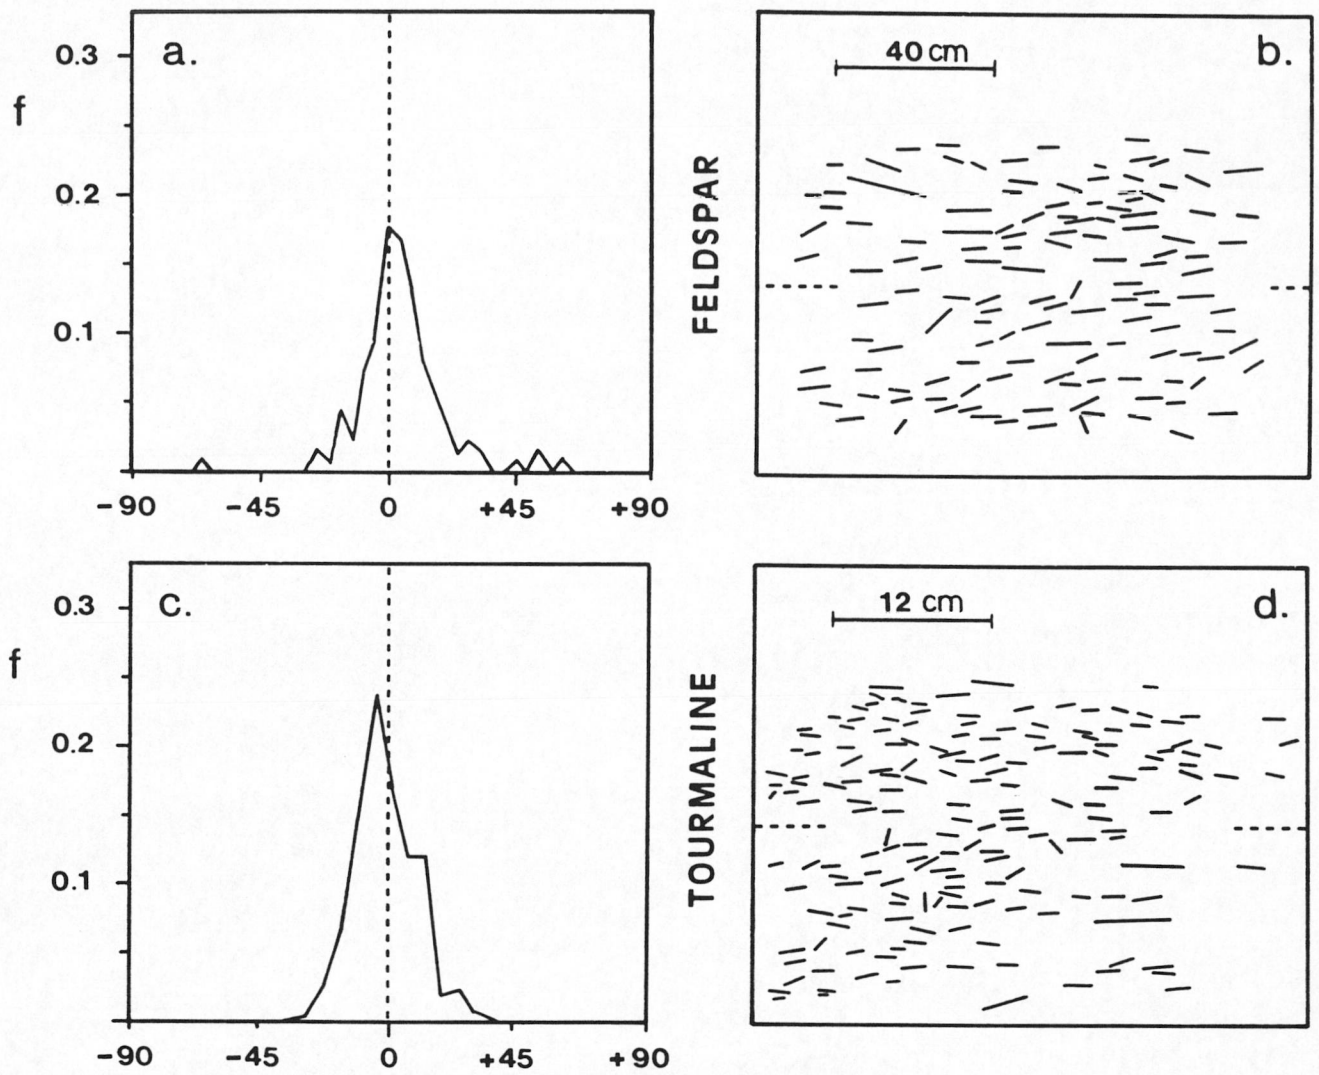 a.
0.3
f
0.2
0.1
-90 -45 0 +45 +90
FELDSPAR
40 cm
b.
c.
0.3
f
0.2
0.1
-90 -45 0 +45 +90
TOURMALINE
12 cm
d.